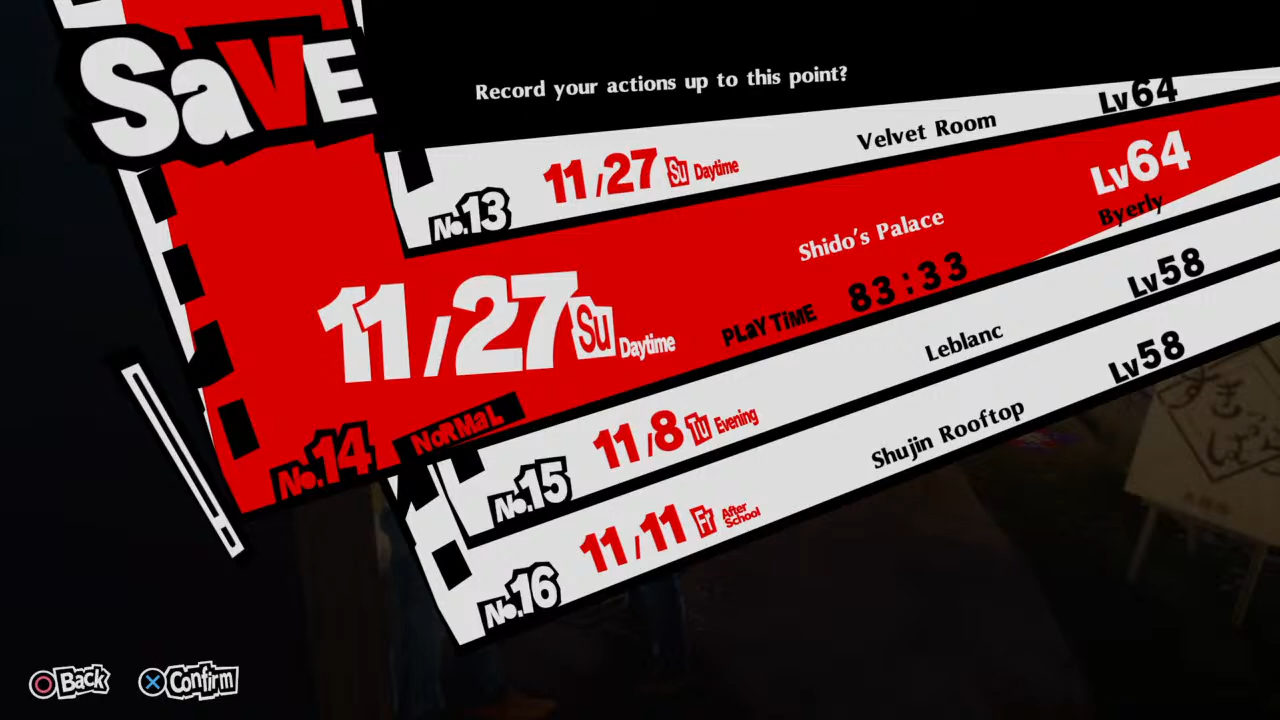 SaVE
Record your actions up to this point?
No.13 11/27 Su Daytime Velvet Room Lv64
No.14 11/27 Su Daytime Shido's Palace Lv64
Byerly
PLaY TiME 83:33
NoRMaL
No.15 11/8 Tu Evening Leblanc Lv58
No.16 11/11 Fr After School Shujin Rooftop Lv58
Back Confirm